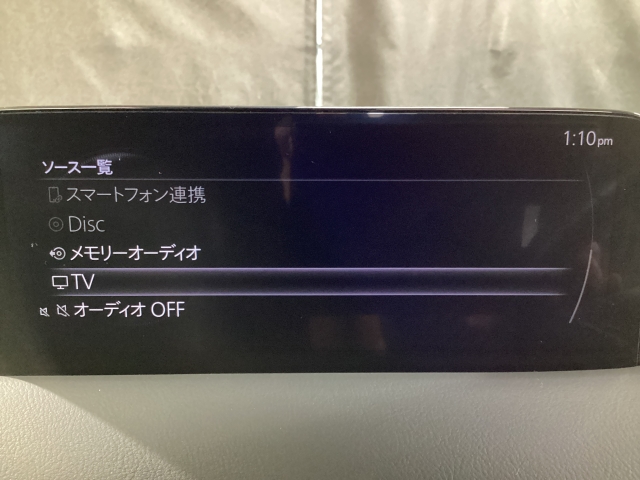 1:10pm
ソース一覧
スマートフォン連携
Disc
メモリーオーディオ
TV
オーディオ OFF